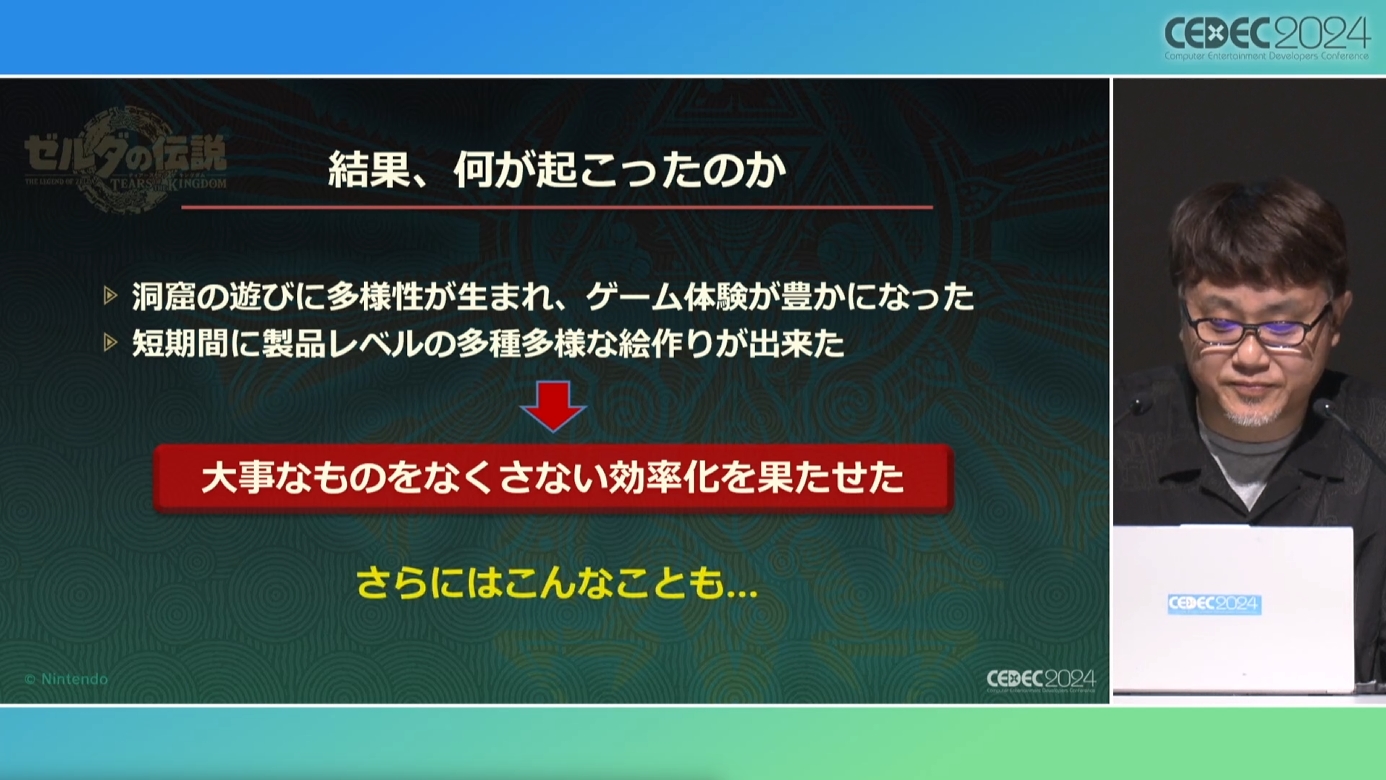 CEDEC2024
Computer Entertainment Developers Conference
ゼルダの伝説
THE LEGEND OF ZELDA
TEARS OF THE KINGDOM
結果、何が起こったのか
洞窟の遊びに多様性が生まれ、ゲーム体験が豊かになった
短期間に製品レベルの多種多様な絵作りが出来た
大事なものをなくさない効率化を果たせた
さらにはこんなことも...
© Nintendo
CEDEC2024
Computer Entertainment Developers Conference
CEDEC2024